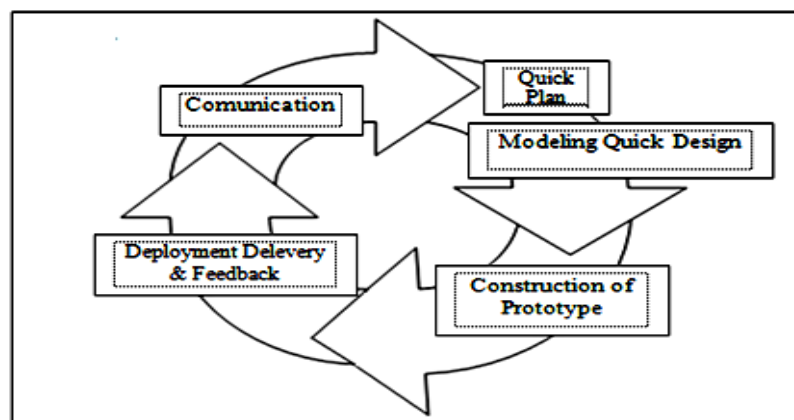 Comunication
Quick
Plan
Modeling Quick Design
Deployment Delevery
& Feedback
Construction of
Prototype